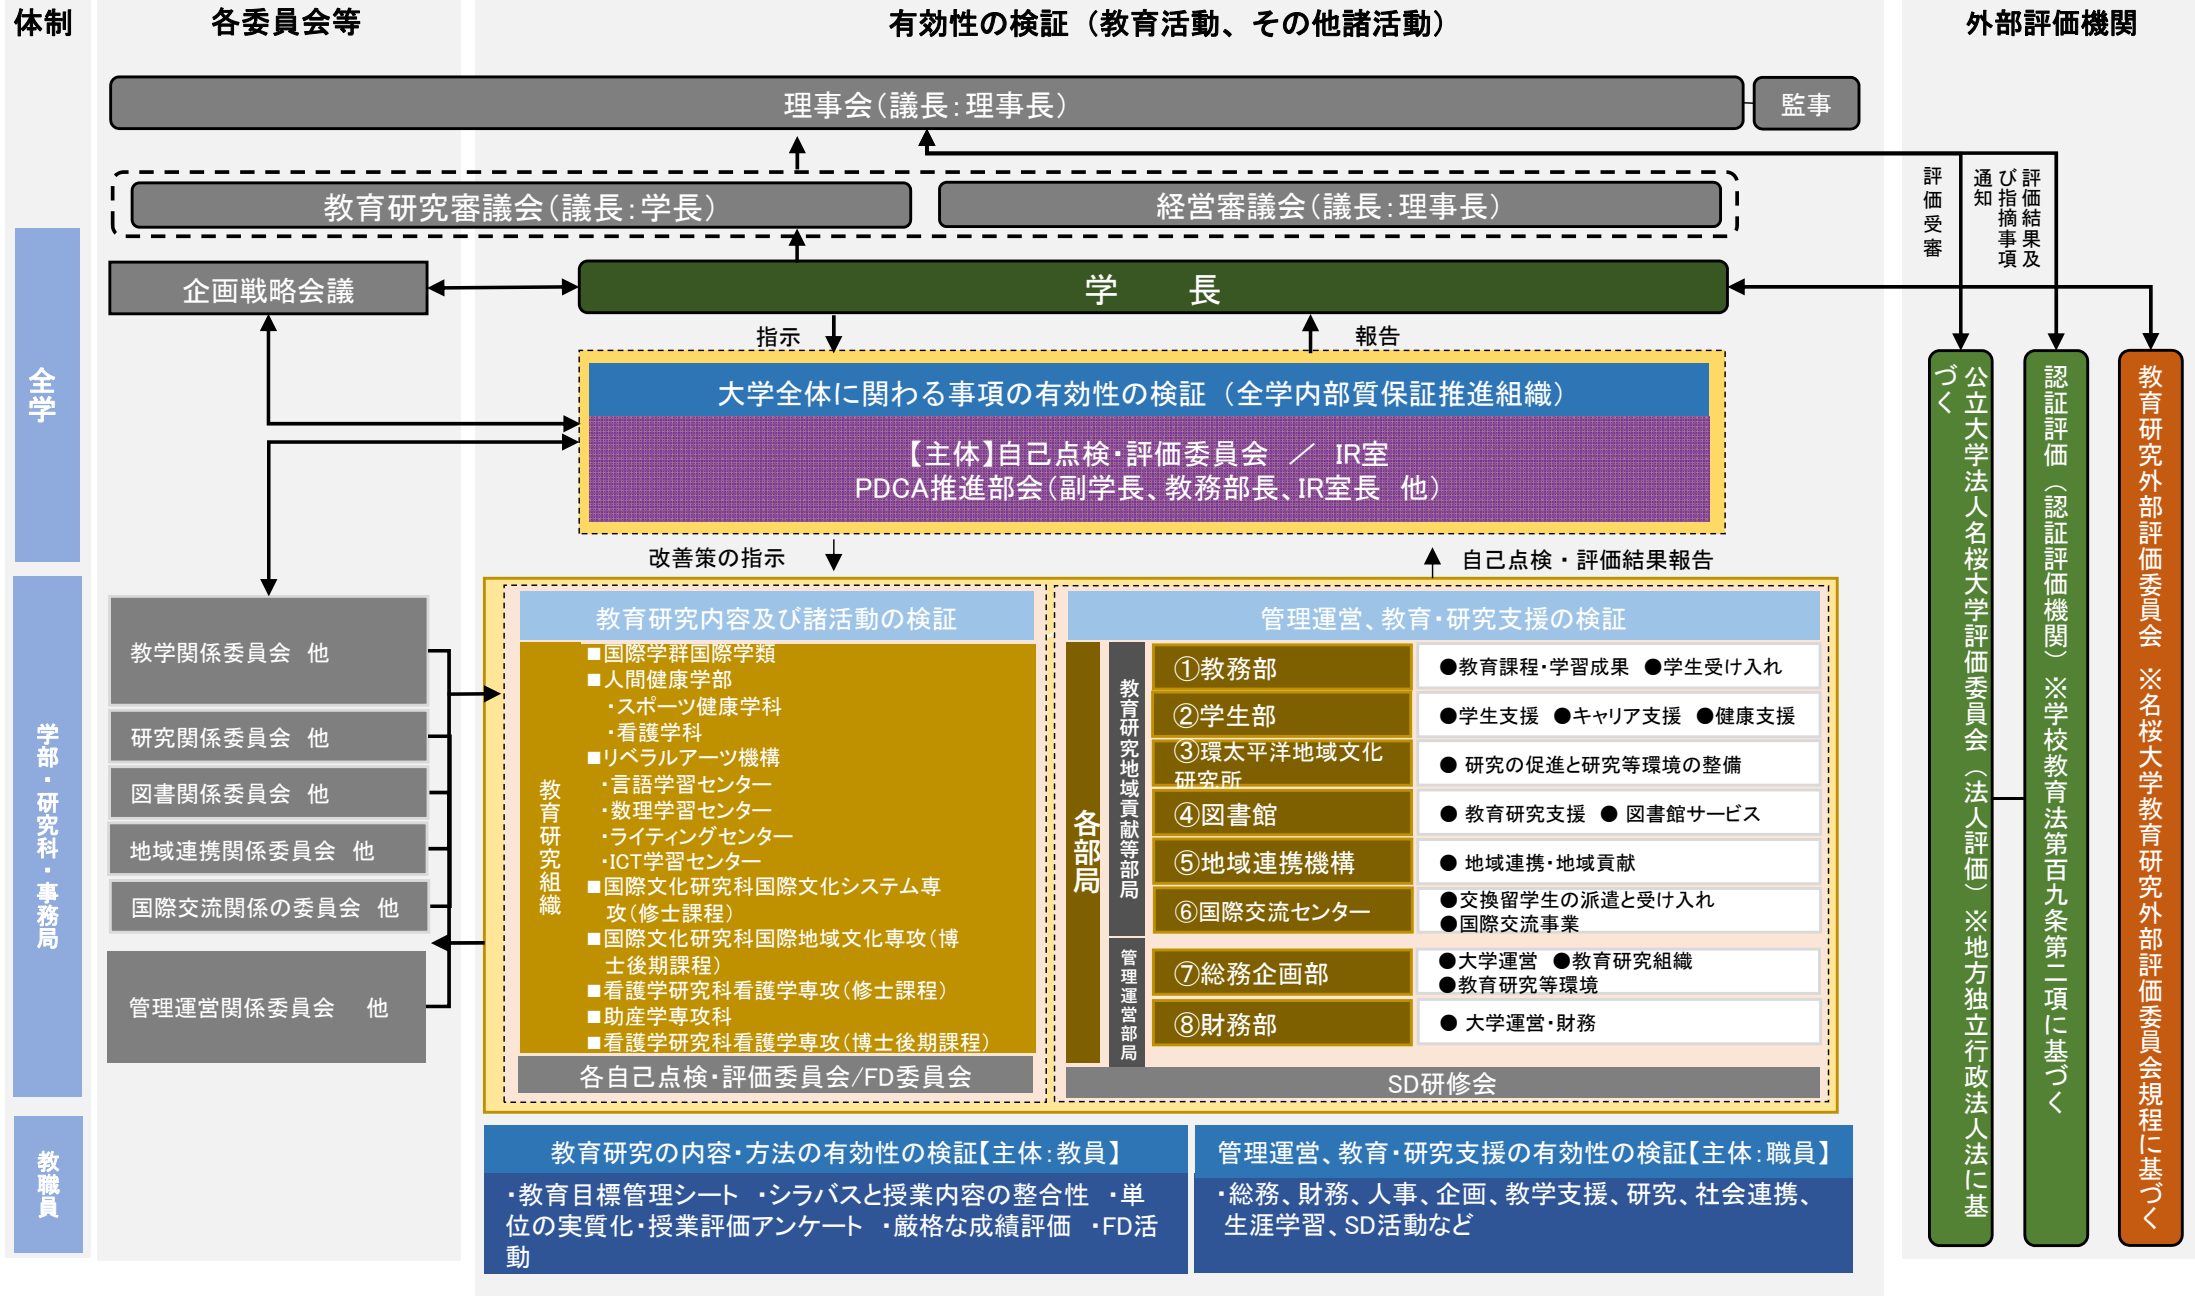 体制
各委員会等
有効性の検証（教育活動、その他諸活動）
外部評価機関
理事会（議長：理事長）
監事
教育研究審議会（議長：学長）
経営審議会（議長：理事長）
評価受審
評価結果及
び指摘事項
通知
全学
企画戦略会議
学　　長
指示
報告
大学全体に関わる事項の有効性の検証（全学内部質保証推進組織）
【主体】自己点検・評価委員会　／　IR室
PDCA推進部会（副学長、教務部長、IR室長　他）
改善策の指示
自己点検・評価結果報告
学部・研究科・事務局
教学関係委員会　他
研究関係委員会　他
図書関係委員会　他
地域連携関係委員会　他
国際交流関係の委員会　他
管理運営関係委員会　他
教育研究内容及び諸活動の検証
教育研究組織
■国際学群国際学類
■人間健康学部
・スポーツ健康学科
・看護学科
■リベラルアーツ機構
・言語学習センター
・数理学習センター
・ライティングセンター
・ICT学習センター
■国際文化研究科国際文化システム専
攻（修士課程）
■国際文化研究科国際地域文化専攻（博
士後期課程）
■看護学研究科看護学専攻（修士課程）
■助産学専攻科
■看護学研究科看護学専攻（博士後期課程）
各自己点検・評価委員会/FD委員会
管理運営、教育・研究支援の検証
各部局
教育研究地域貢献等部局
管理運営部局
①教務部
●教育課程・学習成果　●学生受け入れ
②学生部
●学生支援　●キャリア支援　●健康支援
③環太平洋地域文化
研究所
● 研究の促進と研究等環境の整備
④図書館
● 教育研究支援　● 図書館サービス
⑤地域連携機構
● 地域連携・地域貢献
⑥国際交流センター
●交換留学生の派遣と受け入れ
●国際交流事業
⑦総務企画部
●大学運営　●教育研究組織
●教育研究等環境
⑧財務部
● 大学運営・財務
SD研修会
教職員
教育研究の内容・方法の有効性の検証【主体：教員】
・教育目標管理シート　・シラバスと授業内容の整合性　・単
位の実質化・授業評価アンケート　・厳格な成績評価　・FD活
動
管理運営、教育・研究支援の有効性の検証【主体：職員】
・総務、財務、人事、企画、教学支援、研究、社会連携、
生涯学習、SD活動など
公立大学法人名桜大学評価委員会（法人評価）※地方独立行政法人法に基
づく
認証評価（認証評価機関）※学校教育法第百九条第二項に基づく
教育研究外部評価委員会　※名桜大学教育研究外部評価委員会規程に基づく